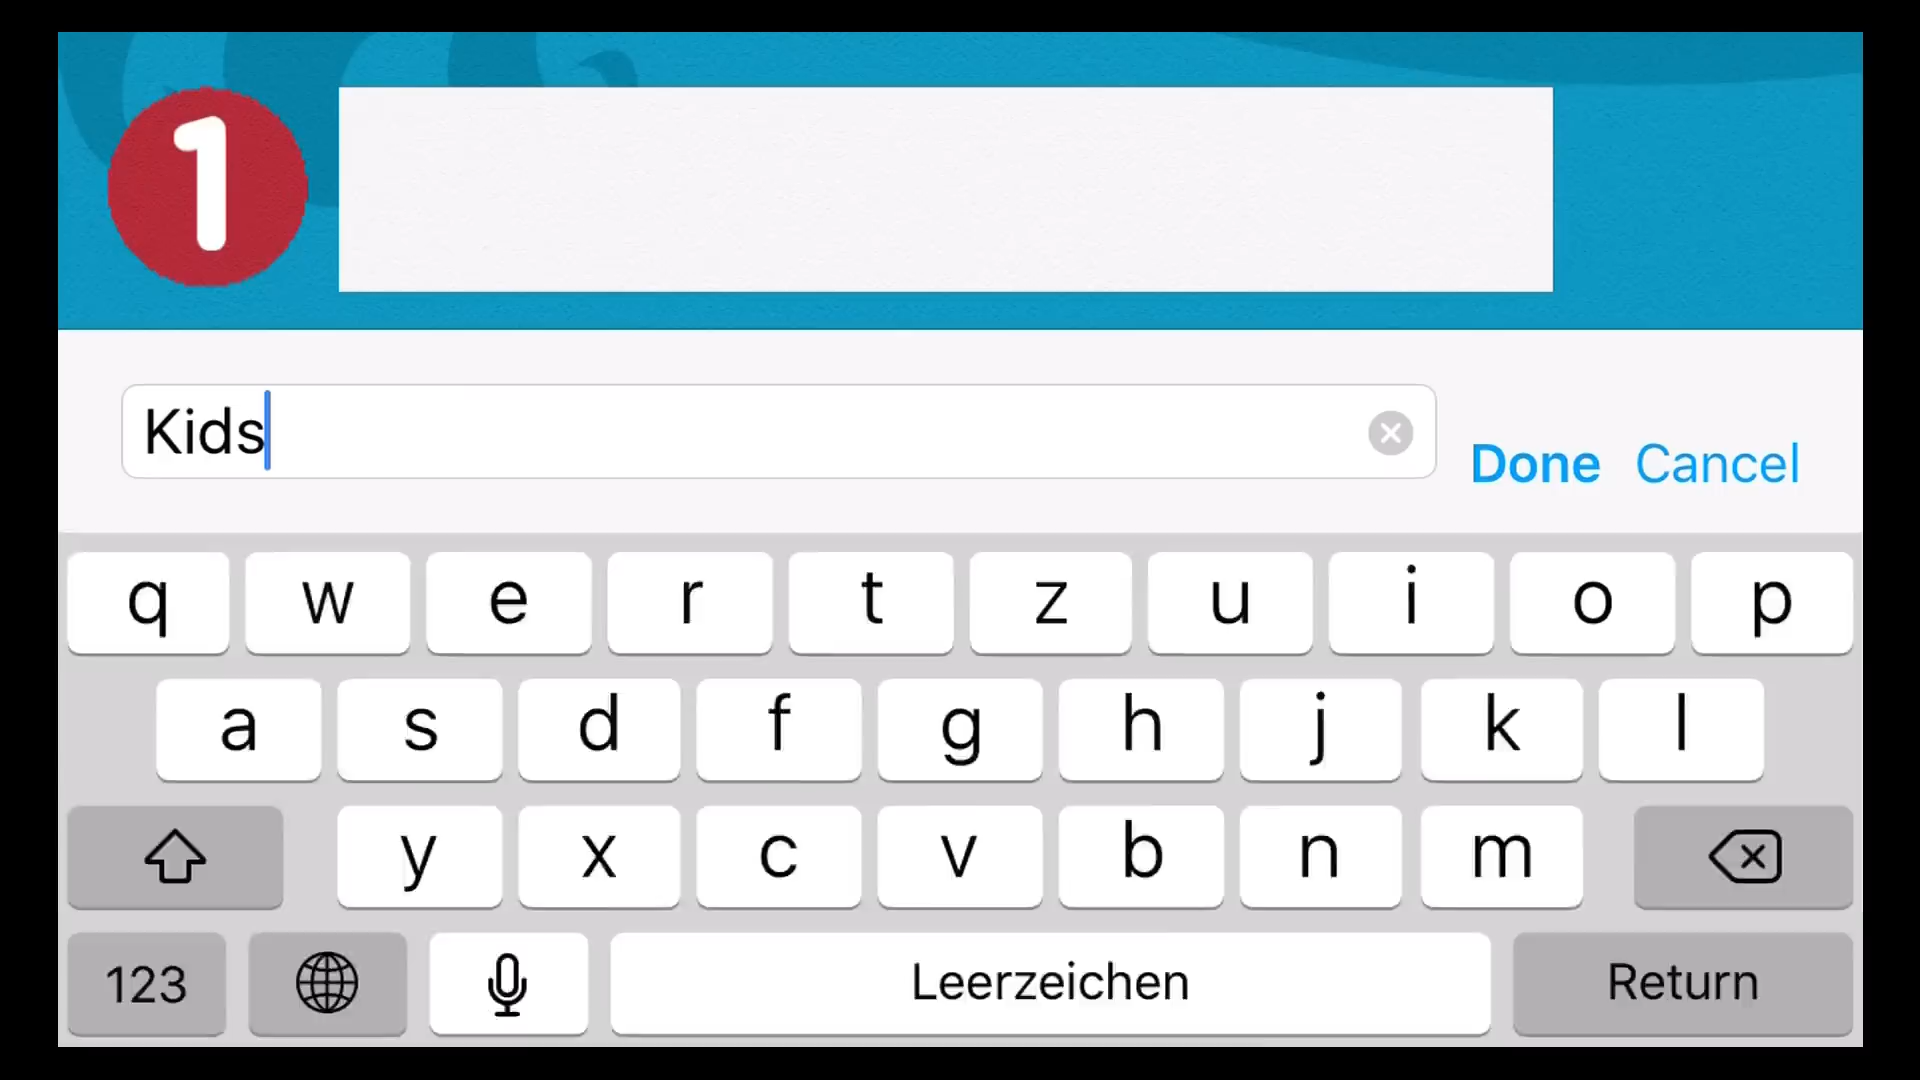 1
Kids
Done Cancel
q w e r t z u i o p
a s d f g h j k l
y x c v b n m
123 Leerzeichen Return